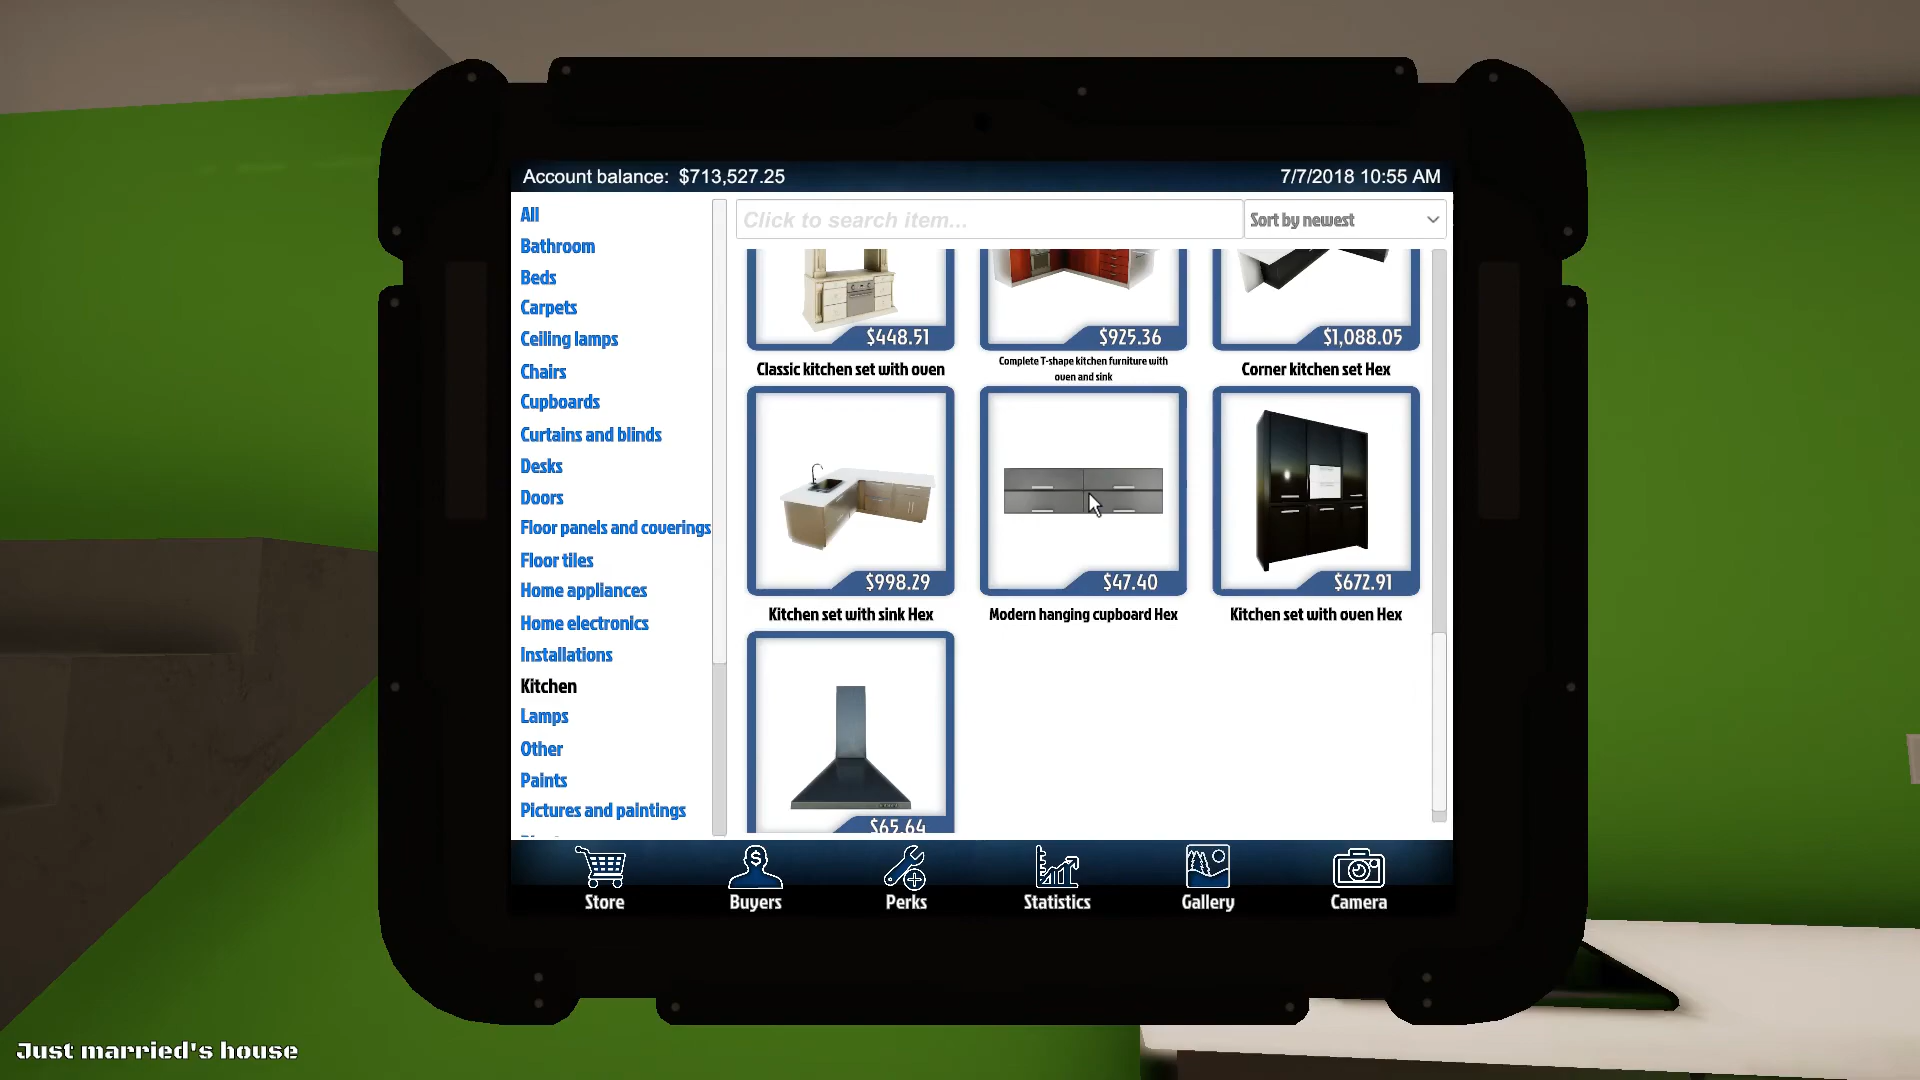 Account balance: $713,527.25
7/7/2018 10:55 AM
Click to search item...
Sort by newest
All
Bathroom
Beds
Carpets
Ceiling lamps
Chairs
Cupboards
Curtains and blinds
Desks
Doors
Floor panels and coverings
Floor tiles
Home appliances
Home electronics
Installations
Kitchen
Lamps
Other
Paints
Pictures and paintings
$448.51
$925.36
$1,088.05
Classic kitchen set with oven
Complete T-shape kitchen furniture with
oven and sink
Corner kitchen set Hex
$998.29
$47.40
$672.91
Kitchen set with sink Hex
Modern hanging cupboard Hex
Kitchen set with oven Hex
$65.64
Store
Buyers
Perks
Statistics
Gallery
Camera
Just married's house